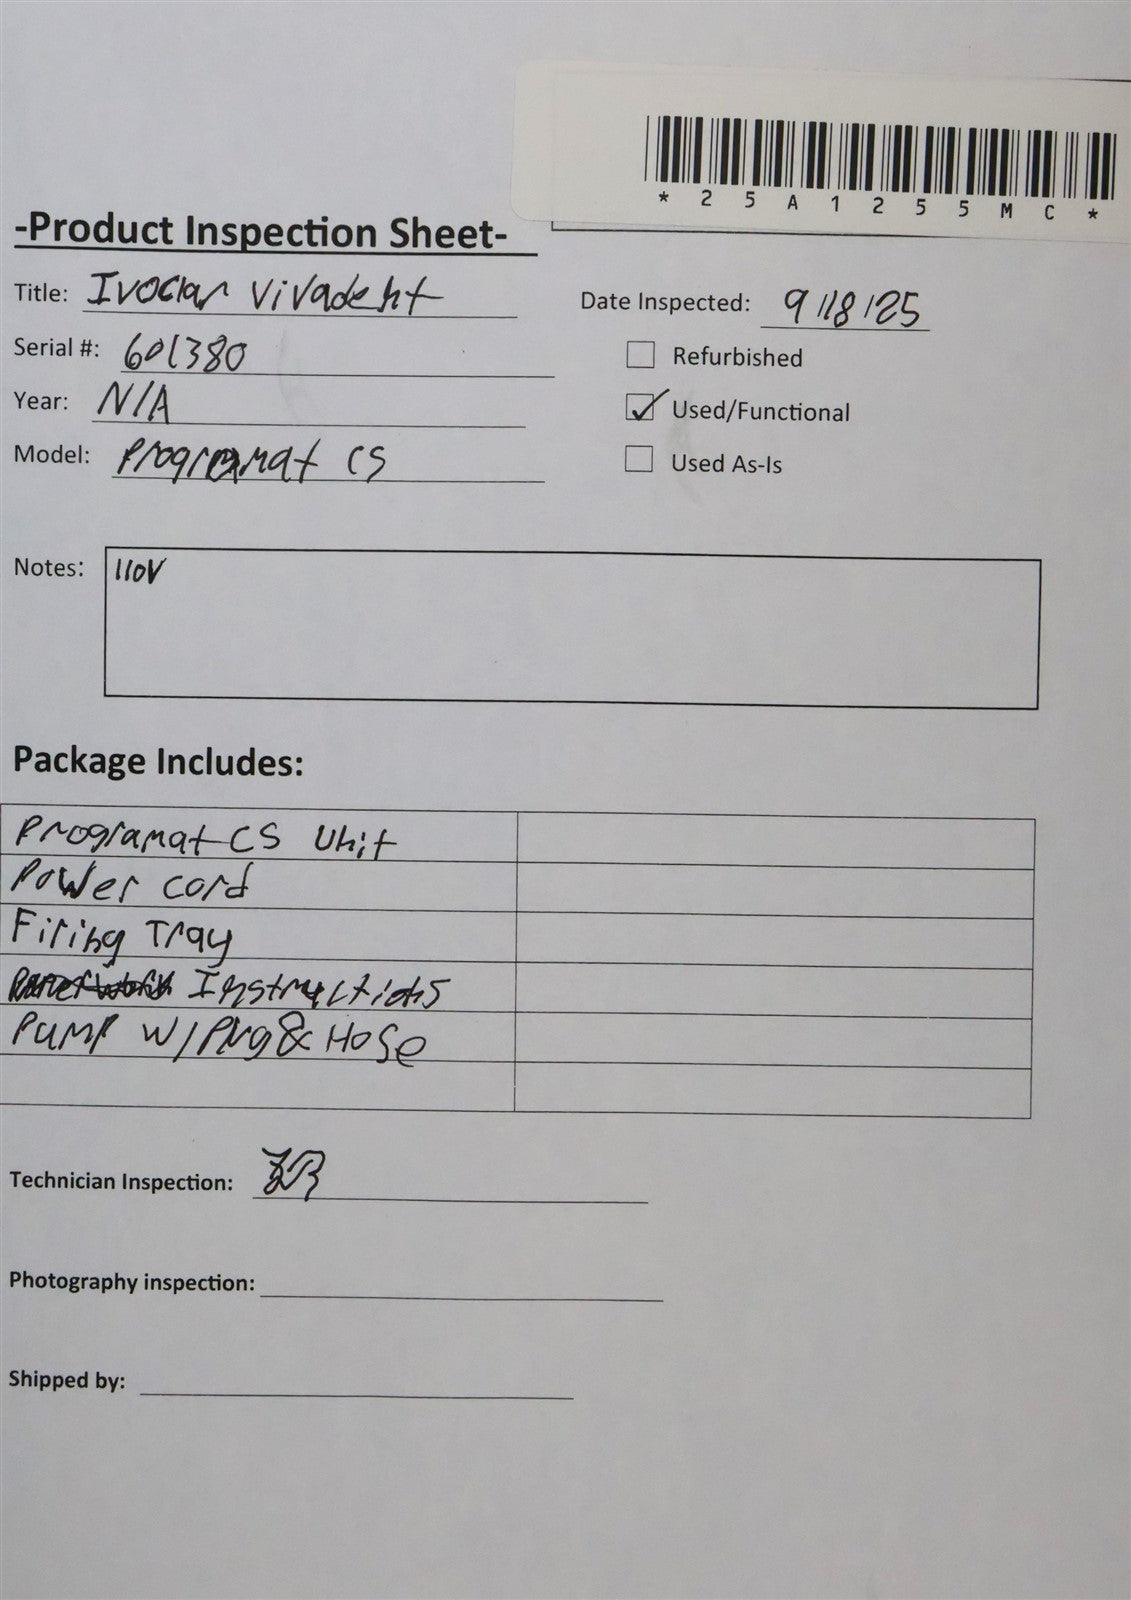 *25A1255MC*
-Product Inspection Sheet-
Title: Ivoclar Vivadent
Date Inspected: 9/18/25
Serial #: 601380
Refurbished
Year: N/A
Used/Functional
Model: Programat CS
Used As-Is
Notes: 110V
Package Includes:
Programat CS Unit
Power cord
Firing Tray
Instructions
Pump w/Plug & Hose
Technician Inspection:
Photography inspection:
Shipped by: